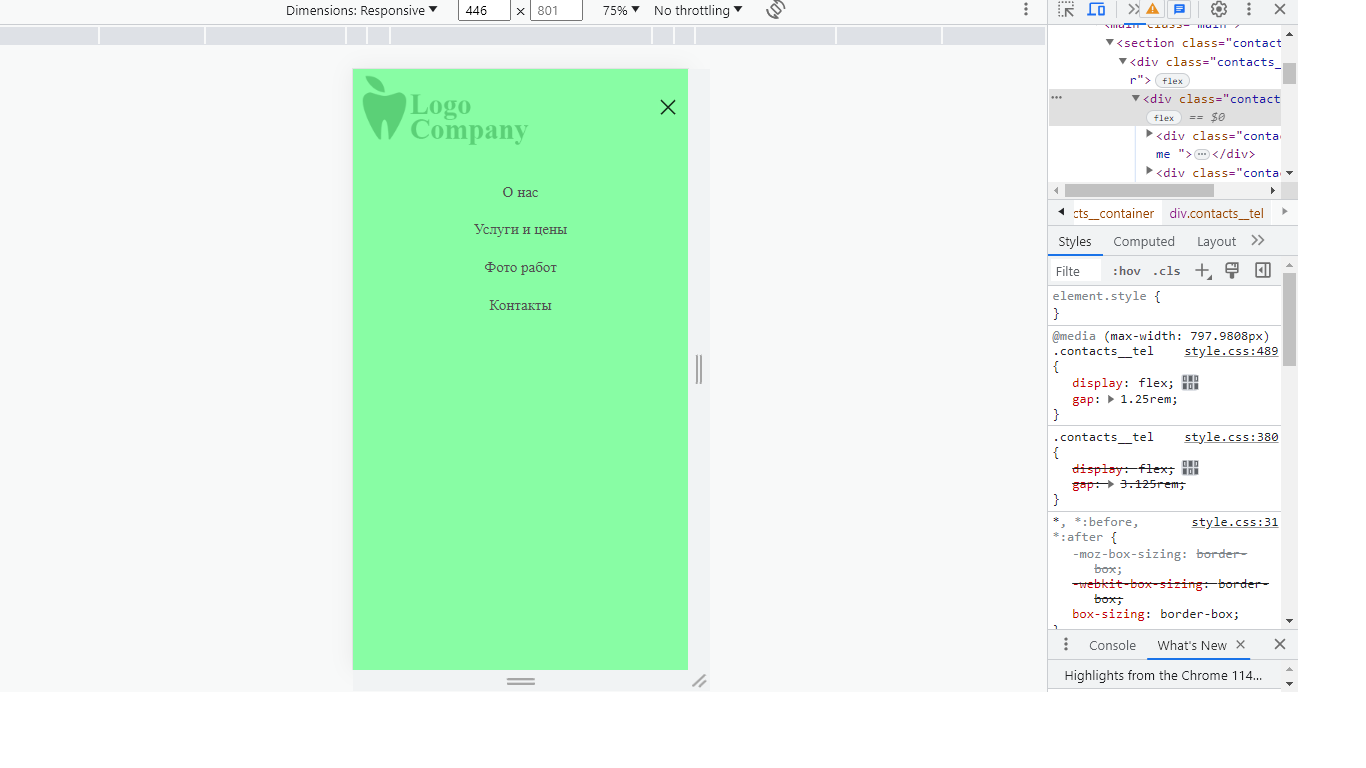 Dimensions: Responsive 446 × 801 75% No throttling
Logo
Company
О нас
Услуги и цены
Фото работ
Контакты
<section class="contact
<div class="contacts_
r"> flex
··· <div class="contact
flex == $0
<div class="conta
me "> ··· </div>
<div class="conta
cts__container div.contacts__tel
Styles Computed Layout
Filte :hov .cls
element.style {
}
@media (max-width: 797.9808px)
.contacts__tel style.css:489
{
display: flex;
gap: 1.25rem;
}
.contacts__tel style.css:380
{
display: flex;
gap: 3.125rem;
}
*, *:before, style.css:31
*:after {
-moz-box-sizing: border-
box;
-webkit-box-sizing: border-
box;
box-sizing: border-box;
Console What's New
Highlights from the Chrome 114...